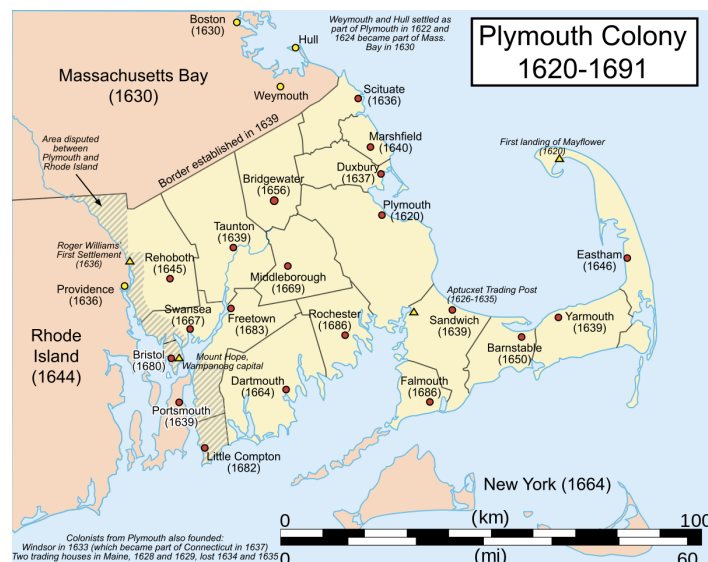 Boston
(1630)
Hull
Weymouth and Hull settled as
part of Plymouth in 1622 and
1624 became part of Mass.
Bay in 1630
Plymouth Colony
1620-1691
Massachusetts Bay
(1630)
Weymouth
Scituate
(1636)
Area disputed
between
Plymouth and
Rhode Island
Border established in 1639
Marshfield
(1640)
First landing of Mayflower
(1620)
Duxbury
(1637)
Bridgewater
(1656)
Plymouth
(1620)
Taunton
(1639)
Roger Williams
First Settlement
(1636)
Rehoboth
(1645)
Middleborough
(1669)
Eastham
(1646)
Providence
(1636)
Aptucxet Trading Post
(1626-1635)
Swansea
(1667)
Freetown
(1683)
Rochester
(1686)
Sandwich
(1639)
Yarmouth
(1639)
Rhode
Island
(1644)
Barnstable
(1650)
Bristol
(1680)
Mount Hope,
Wampanoag capital
Dartmouth
(1664)
Falmouth
(1686)
Portsmouth
(1639)
Little Compton
(1682)
New York (1664)
Colonists from Plymouth also founded:
Windsor in 1633 (which became part of Connecticut in 1637)
Two trading houses in Maine, 1628 and 1629, lost 1634 and 1635
0 (km) 100
0 (mi) 60